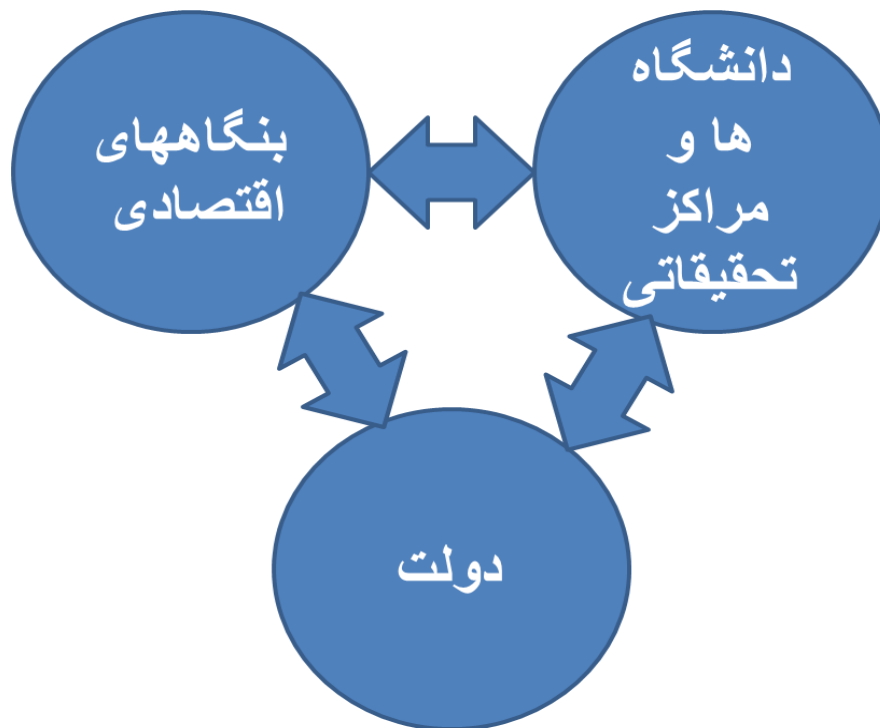 دانشگاه
ها و
مراکز
تحقیقاتی
بنگاههای
اقتصادی
دولت